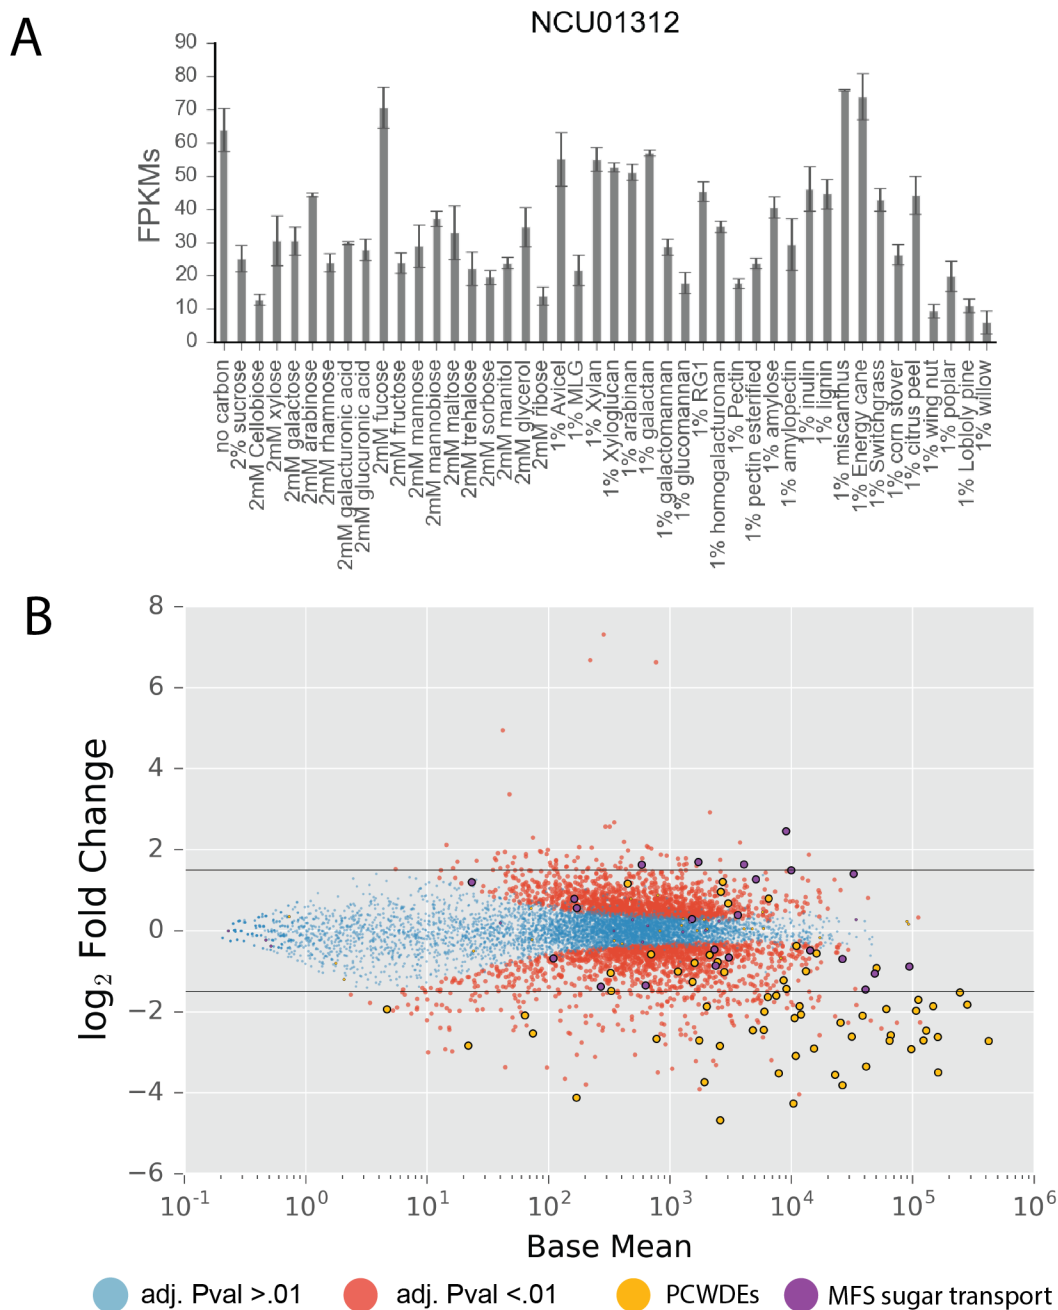 A
NCU01312
FPKMs
90
80
70
60
50
40
30
20
10
0
no carbon
2% sucrose
2mM Cellobiose
2mM xylose
2mM galactose
2mM arabinose
2mM rhamnose
2mM galacturonic acid
2mM glucuronic acid
2mM fucose
2mM fructose
2mM mannose
2mM mannobiose
2mM maltose
2mM trehalose
2mM sorbose
2mM mannitol
2mM glycerol
2mM ribose
1% Avicel
1% MLG
1% Xylan
1% Xyloglucan
1% arabinan
1% galactan
1% galactomannan
1% glucomannan
1% RG1
1% homogalacturonan
1% Pectin
1% pectin esterified
1% amylose
1% amylopectin
1% inulin
1% lignin
1% miscanthus
1% Energy cane
1% Switchgrass
1% corn stover
1% citrus peel
1% wing nut
1% poplar
1% Loblolly pine
1% willow
B
log₂ Fold Change
8
6
4
2
0
−2
−4
−6
10⁻¹ 10⁰ 10¹ 10² 10³ 10⁴ 10⁵ 10⁶
Base Mean
adj. Pval >.01 adj. Pval <.01 PCWDEs MFS sugar transport